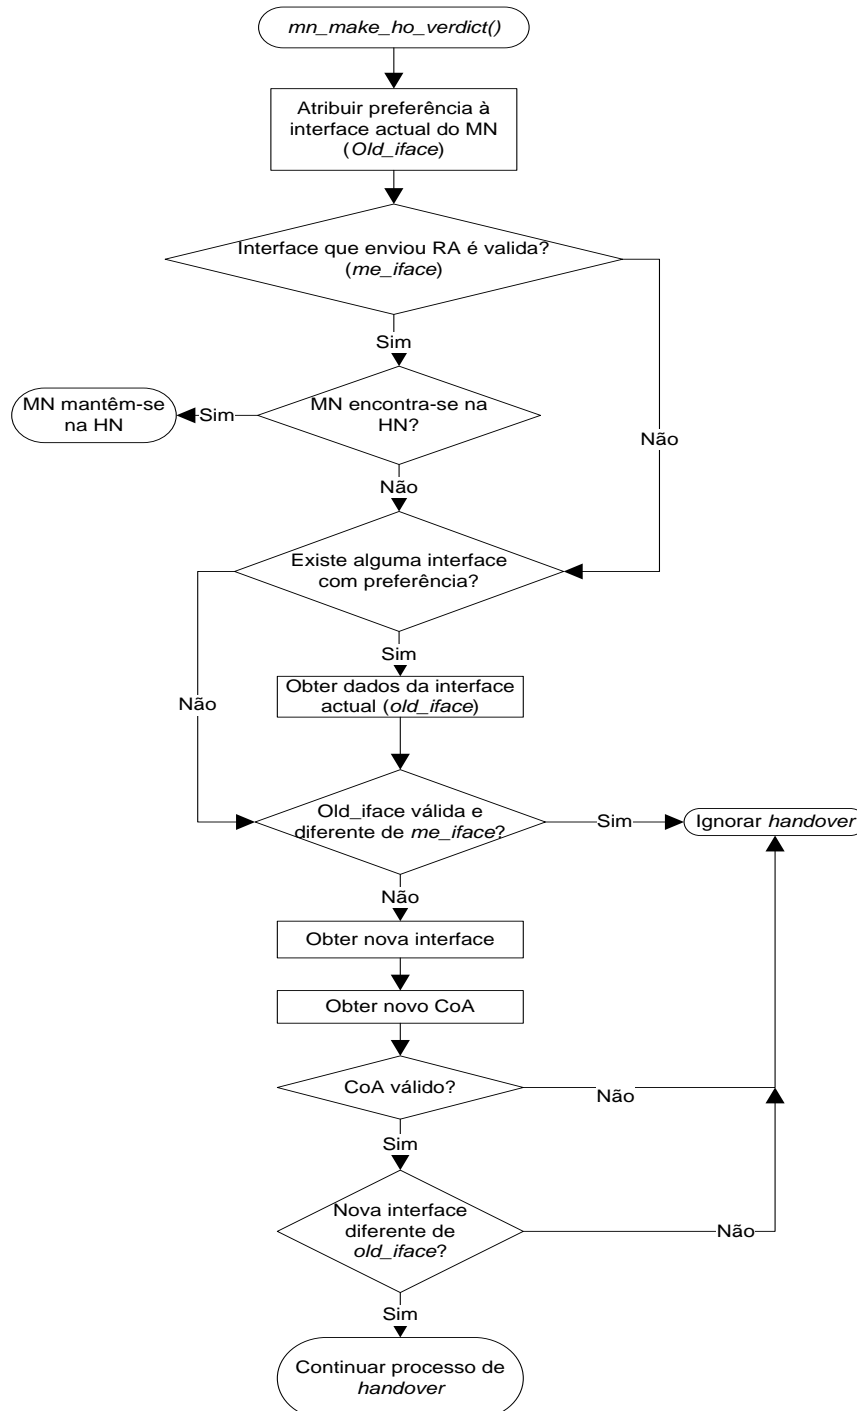 mn_make_ho_verdict()
Atribuir preferência à
interface actual do MN
(Old_iface)
Interface que enviou RA é valida?
(me_iface)
Sim
MN encontra-se na
HN?
Sim
MN mantêm-se
na HN
Não
Não
Existe alguma interface
com preferência?
Sim
Não
Obter dados da interface
actual (old_iface)
Old_iface válida e
diferente de me_iface?
Sim
Ignorar handover
Não
Obter nova interface
Obter novo CoA
CoA válido?
Não
Sim
Nova interface
diferente de
old_iface?
Não
Sim
Continuar processo de
handover